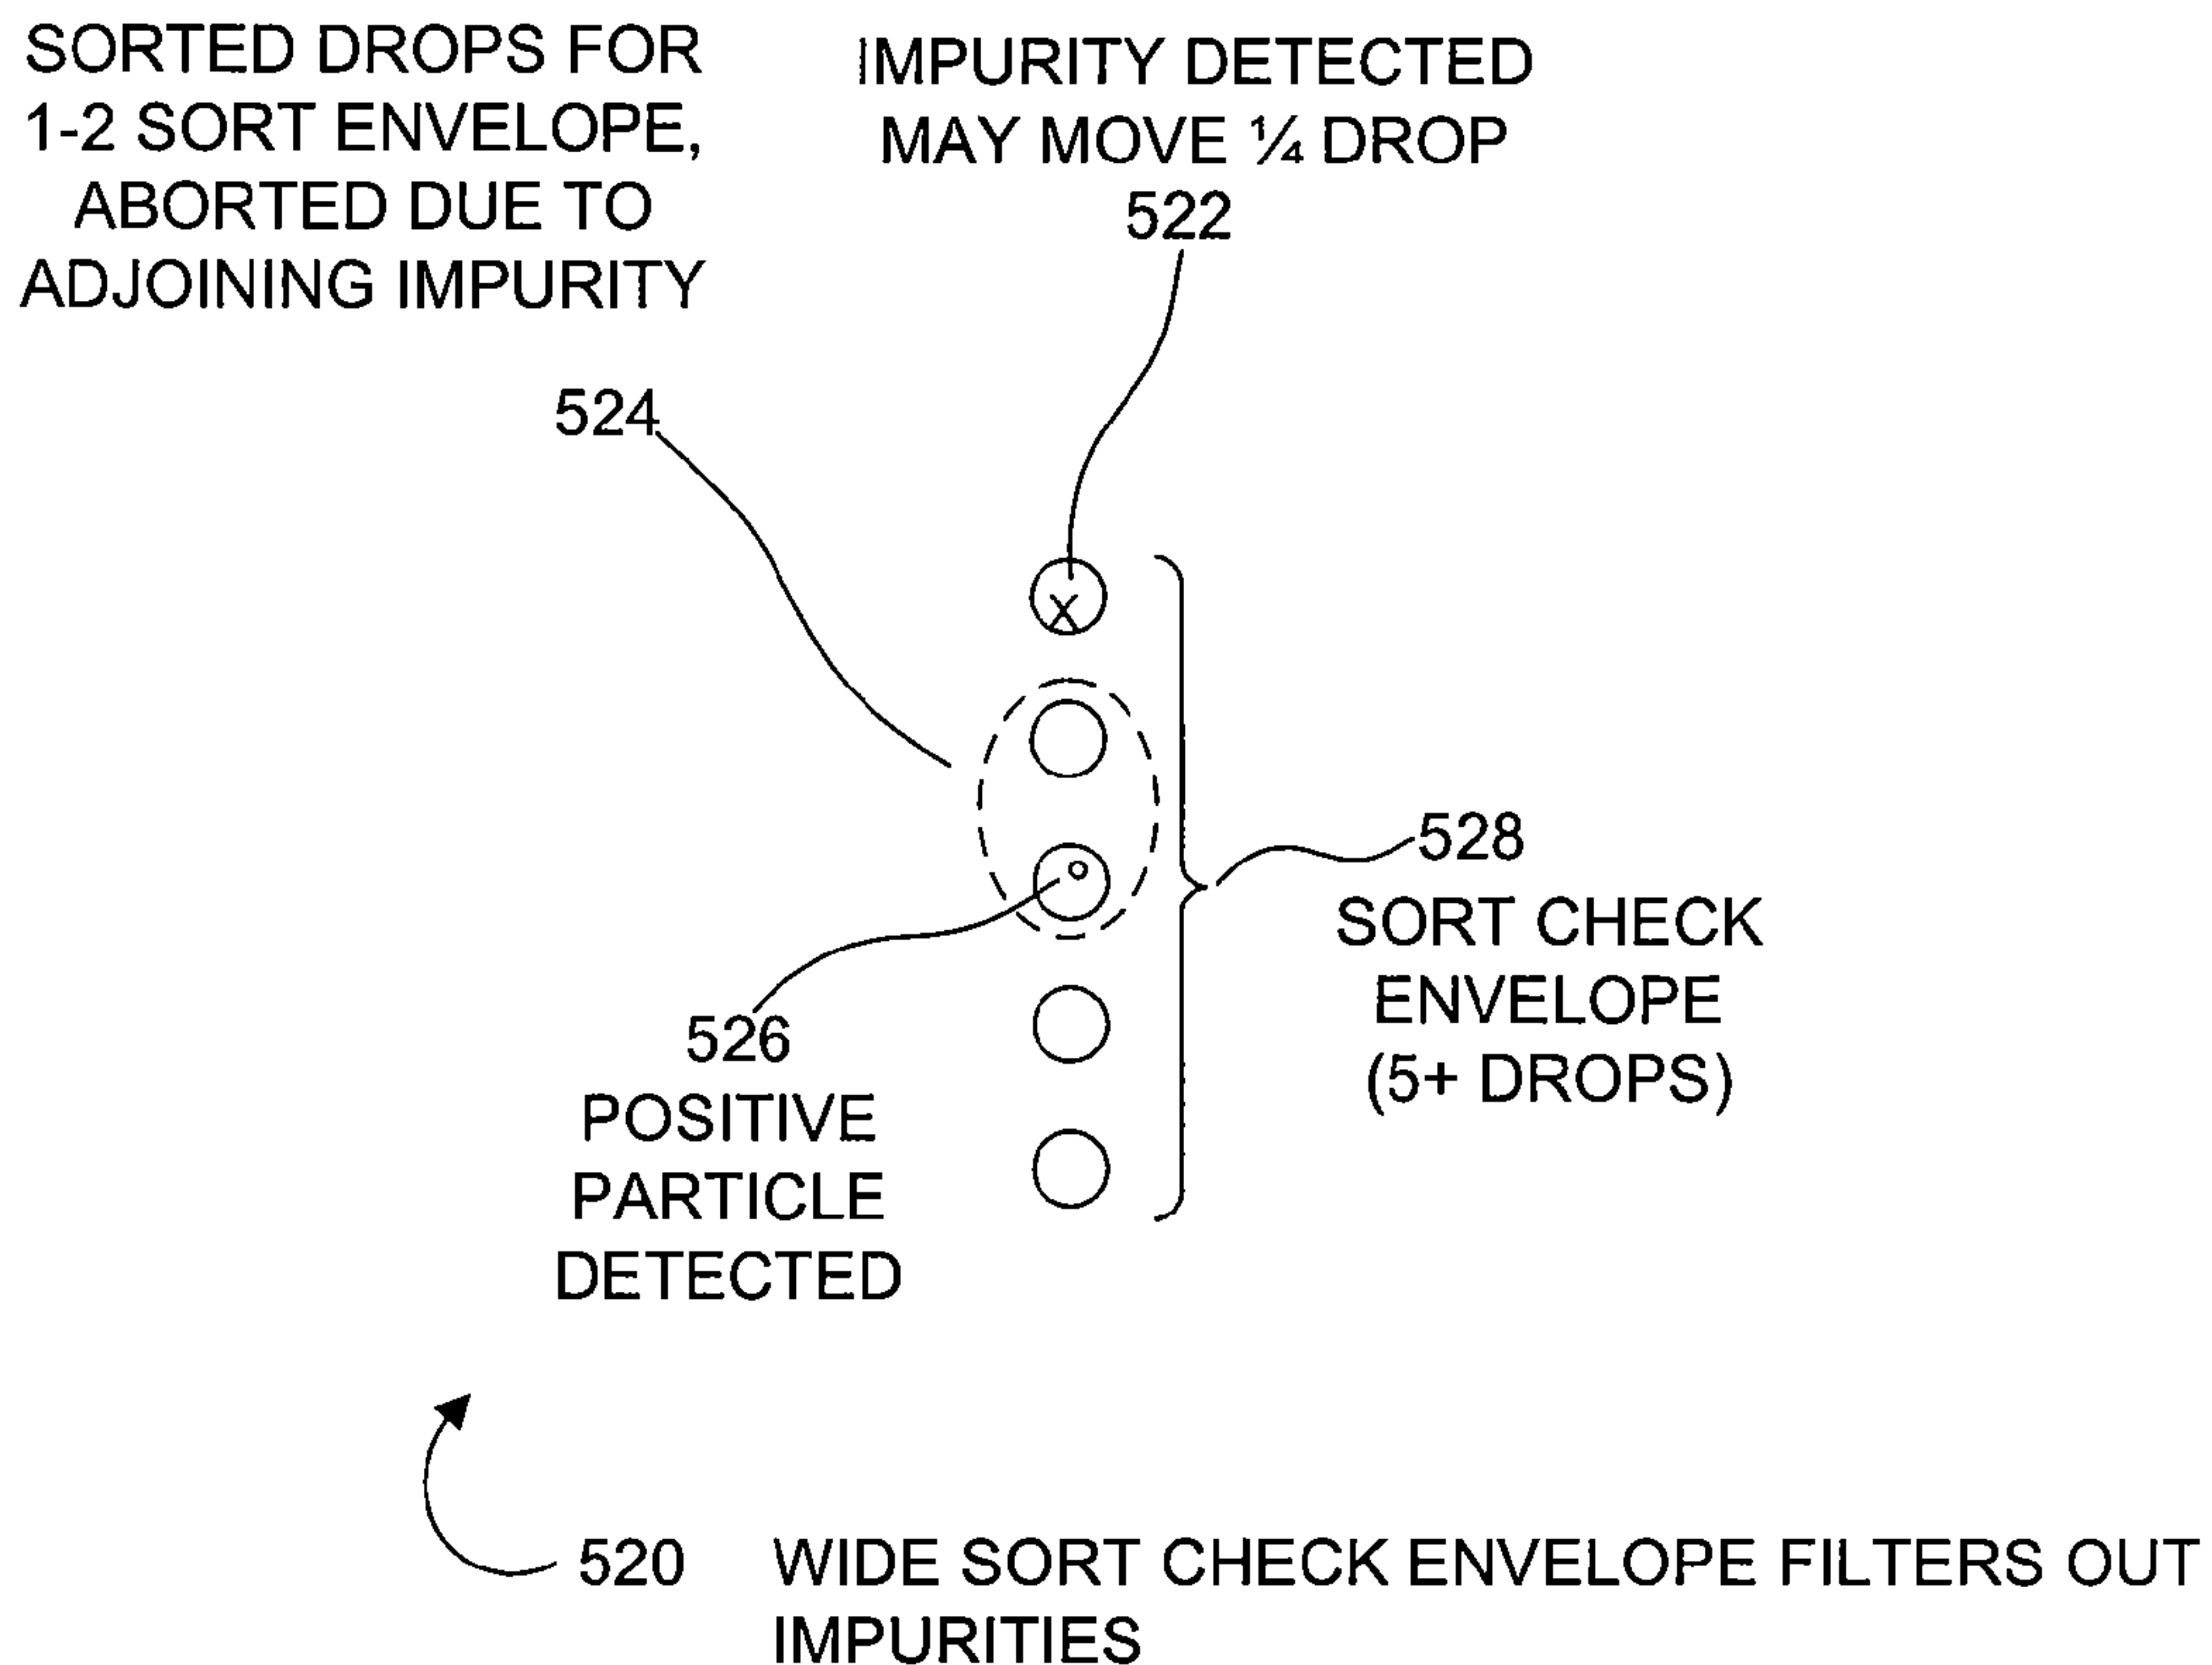 SORTED DROPS FOR
1-2 SORT ENVELOPE,
ABORTED DUE TO
ADJOINING IMPURITY
524
IMPURITY DETECTED
MAY MOVE ¼ DROP
522
X
528
SORT CHECK
ENVELOPE
(5+ DROPS)
526
POSITIVE
PARTICLE
DETECTED
520 WIDE SORT CHECK ENVELOPE FILTERS OUT
IMPURITIES